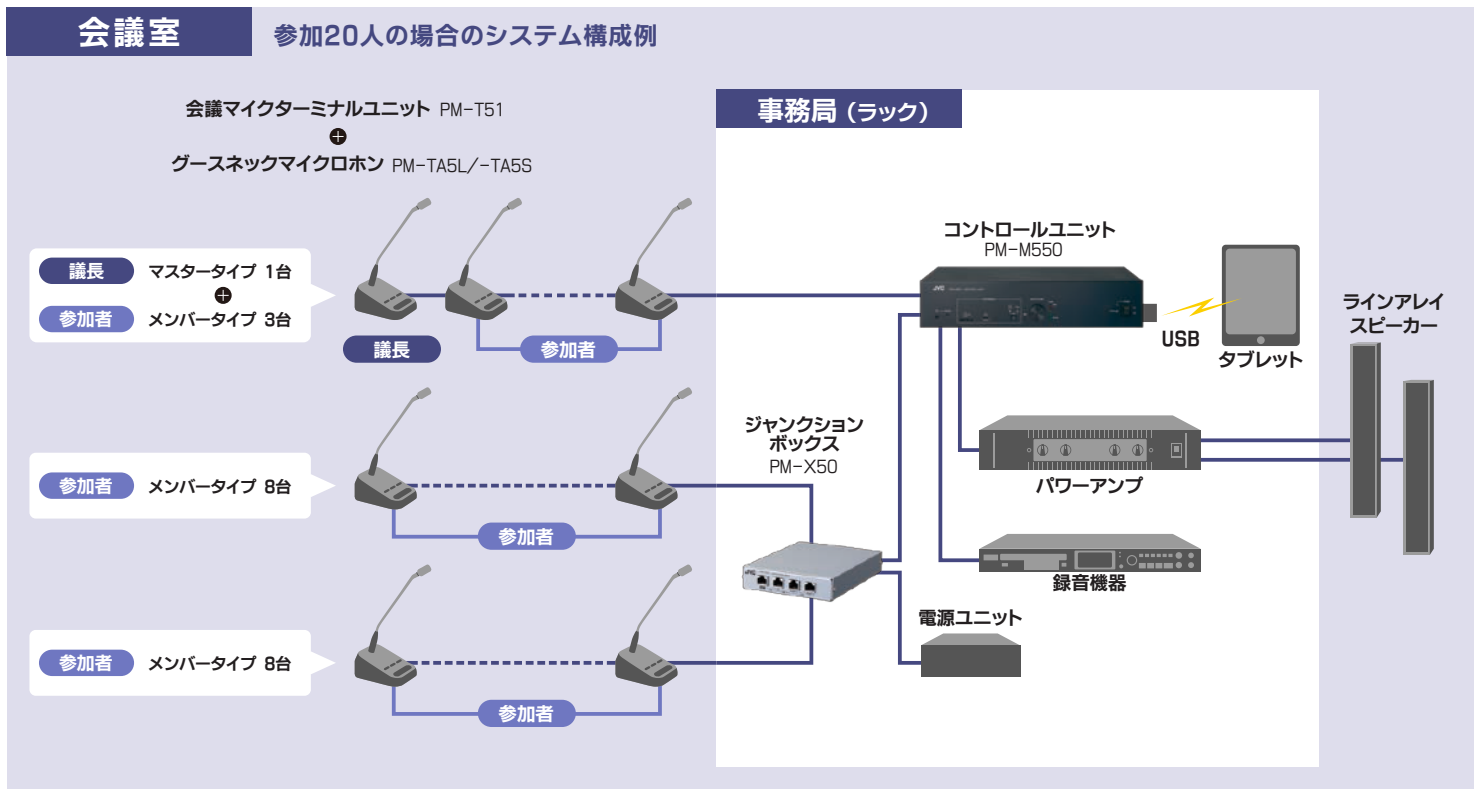 会議室
参加20人の場合のシステム構成例
会議マイクターミナルユニット PM-T51
+
グースネックマイクロホン PM-TA5L/-TA5S
議長 マスタータイプ 1台
+
参加者 メンバータイプ 3台
議長
参加者
参加者 メンバータイプ 8台
参加者
参加者 メンバータイプ 8台
参加者
事務局(ラック)
コントロールユニット
PM-M550
JVC
USB
タブレット
ジャンクション
ボックス
PM-X50
JVC
パワーアンプ
録音機器
電源ユニット
ラインアレイ
スピーカー